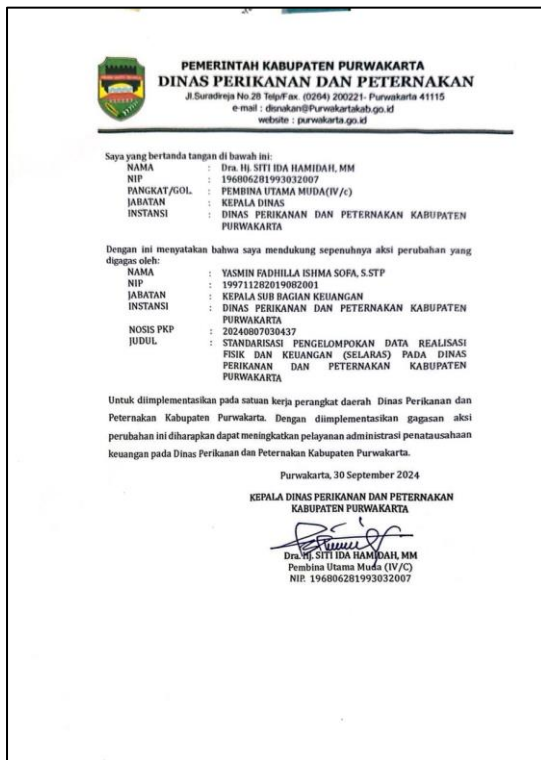 PEMERINTAH KABUPATEN PURWAKARTA
DINAS PERIKANAN DAN PETERNAKAN
Jl.Suradireja No.28 Telp/Fax. (0264) 200221- Purwakarta 41115
e-mail : disnakan@Purwakartakab.go.id
website : purwakarta.go.id
Saya yang bertanda tangan di bawah ini:
NAMA : Dra. Hj. SITI IDA HAMIDAH, MM
NIP : 196806281993032007
PANGKAT/GOL. : PEMBINA UTAMA MUDA(IV/c)
JABATAN : KEPALA DINAS
INSTANSI : DINAS PERIKANAN DAN PETERNAKAN KABUPATEN
PURWAKARTA
Dengan ini menyatakan bahwa saya mendukung sepenuhnya aksi perubahan yang
digagas oleh:
NAMA : YASMIN FADHILLA ISHMA SOFA, S.STP
NIP : 199711282019082001
JABATAN : KEPALA SUB BAGIAN KEUANGAN
INSTANSI : DINAS PERIKANAN DAN PETERNAKAN KABUPATEN
PURWAKARTA
NOSIS PKP : 20240807030437
JUDUL : STANDARISASI PENGELOMPOKAN DATA REALISASI
FISIK DAN KEUANGAN (SELARAS) PADA DINAS
PERIKANAN DAN PETERNAKAN KABUPATEN
PURWAKARTA
Untuk diimplementasikan pada satuan kerja perangkat daerah Dinas Perikanan dan
Peternakan Kabupaten Purwakarta. Dengan diimplementasikan gagasan aksi
perubahan ini diharapkan dapat meningkatkan pelayanan administrasi penatausahaan
keuangan pada Dinas Perikanan dan Peternakan Kabupaten Purwakarta.
Purwakarta, 30 September 2024
KEPALA DINAS PERIKANAN DAN PETERNAKAN
KABUPATEN PURWAKARTA
Dra. Hj. SITI IDA HAMIDAH, MM
Pembina Utama Muda (IV/C)
NIP. 196806281993032007